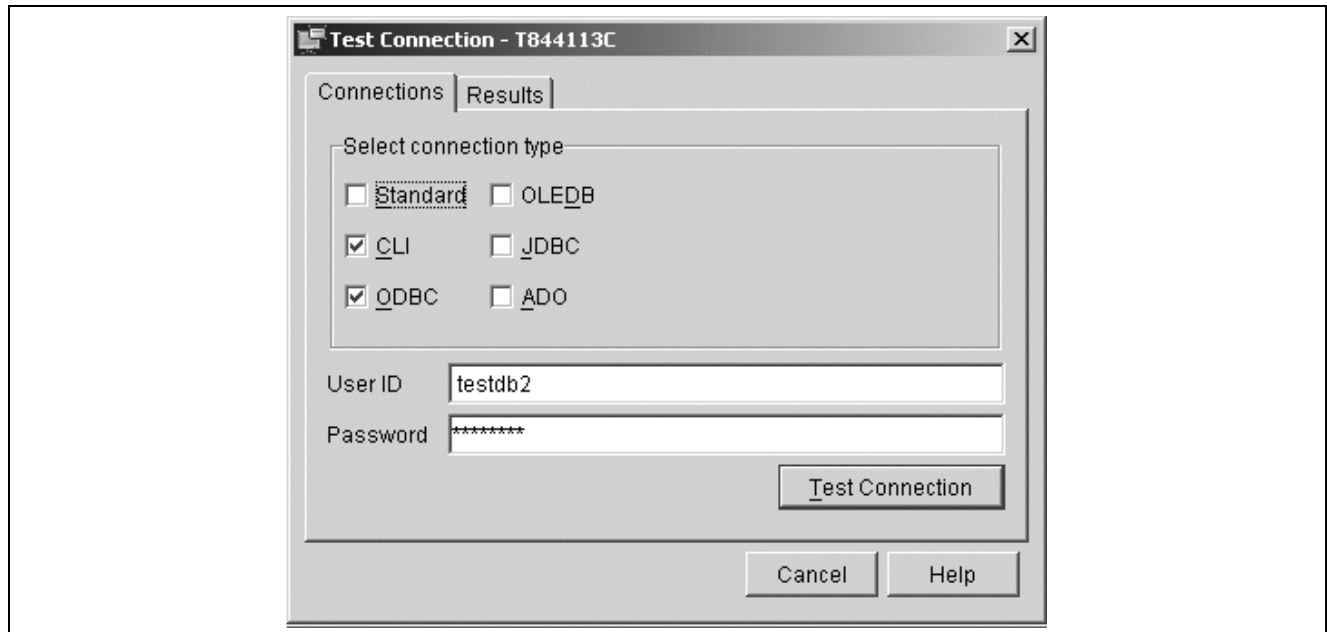 Test Connection - T844113C
Connections Results
Select connection type
Standard OLEDB
CLI JDBC
ODBC ADO
User ID testdb2
Password ********
Test Connection
Cancel Help